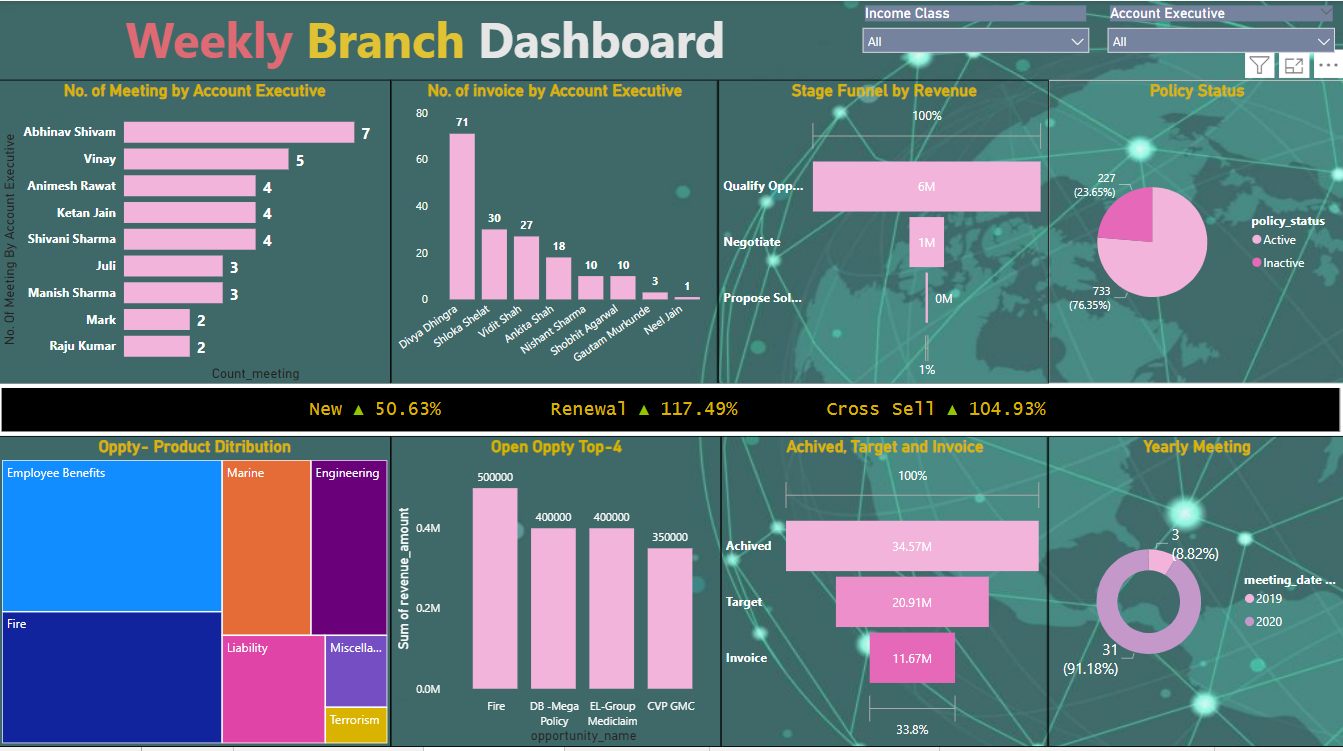 Weekly Branch Dashboard
Income Class
All
Account Executive
All
No. of Meeting by Account Executive
No. Of Meeting By Account Executive
Abhinav Shivam 7
Vinay 5
Animesh Rawat 4
Ketan Jain 4
Shivani Sharma 4
Juli 3
Manish Sharma 3
Mark 2
Raju Kumar 2
Count_meeting
No. of invoice by Account Executive
80
60
40
20
0
71
30
27
18
10
10
3
1
Divya Dhingra
Shloka Shelat
Vidit Shah
Ankita Shah
Nishant Sharma
Shobhit Agarwal
Gautam Murkunde
Neel Jain
Stage Funnel by Revenue
100%
Qualify Opp... 6M
Negotiate 1M
Propose Sol... 0M
1%
Policy Status
227
(23.65%)
733
(76.35%)
policy_status
Active
Inactive
New ▲ 50.63% Renewal ▲ 117.49% Cross Sell ▲ 104.93%
Oppty- Product Ditribution
Employee Benefits
Fire
Marine
Engineering
Liability
Miscella...
Terrorism
Open Oppty Top-4
Sum of revenue_amount
0.4M
0.2M
0.0M
500000
400000
400000
350000
Fire
DB -Mega
Policy
EL-Group
Mediclaim
CVP GMC
opportunity_name
Achived, Target and Invoice
100%
Achived 34.57M
Target 20.91M
Invoice 11.67M
33.8%
Yearly Meeting
3
(8.82%)
31
(91.18%)
meeting_date ...
2019
2020